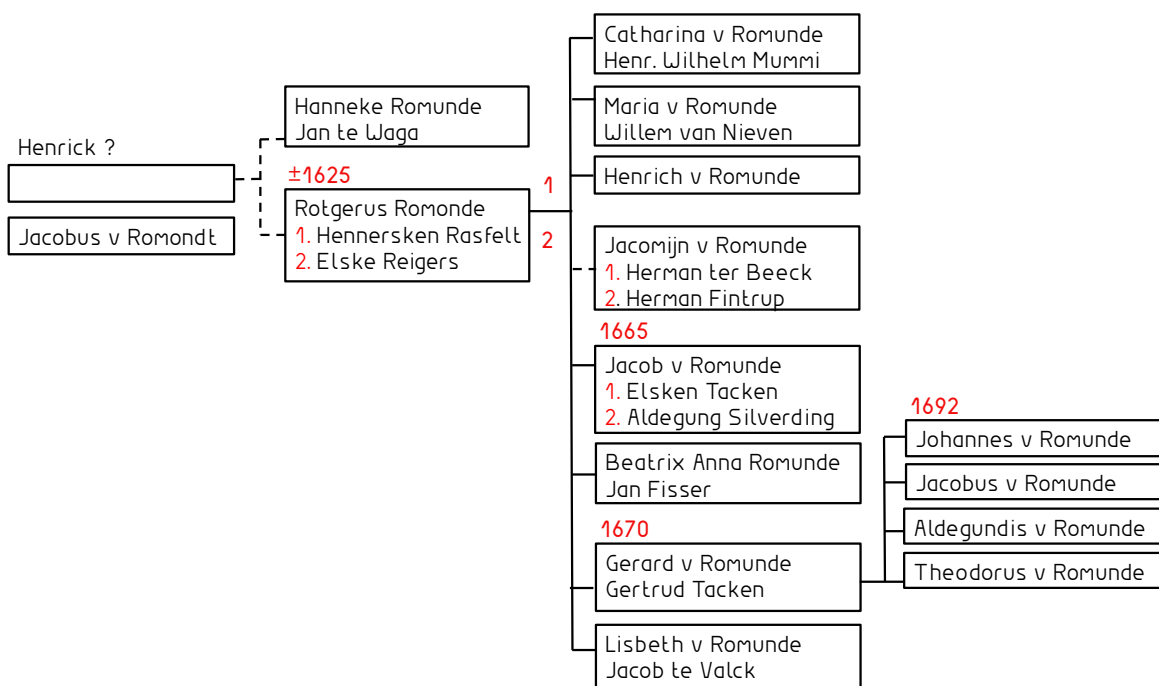 Henrick ?
Jacobus v Romondt
Hanneke Romunde
Jan te Waga
±1625
Rotgerus Romonde
1. Hennersken Rasfelt
2. Elske Reigers
1
2
Catharina v Romunde
Henr. Wilhelm Mummi
Maria v Romunde
Willem van Nieven
Henrich v Romunde
Jacomijn v Romunde
1. Herman ter Beeck
2. Herman Fintrup
1665
Jacob v Romunde
1. Elsken Tacken
2. Aldegung Silverding
Beatrix Anna Romunde
Jan Fisser
1670
Gerard v Romunde
Gertrud Tacken
Lisbeth v Romunde
Jacob te Valck
1692
Johannes v Romunde
Jacobus v Romunde
Aldegundis v Romunde
Theodorus v Romunde